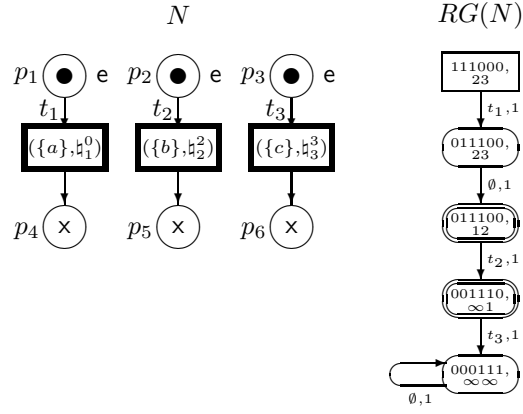 N RG(N)
p₁ e p₂ e p₃ e
111000,
23
t₁ t₂ t₃
t₁,1
({a},♮₁⁰) ({b},♮₂²) ({c},♮₃³)
011100,
23
∅,1
p₄ x p₅ x p₆ x
011100,
12
t₂,1
001110,
∞1
t₃,1
000111,
∞∞
∅,1